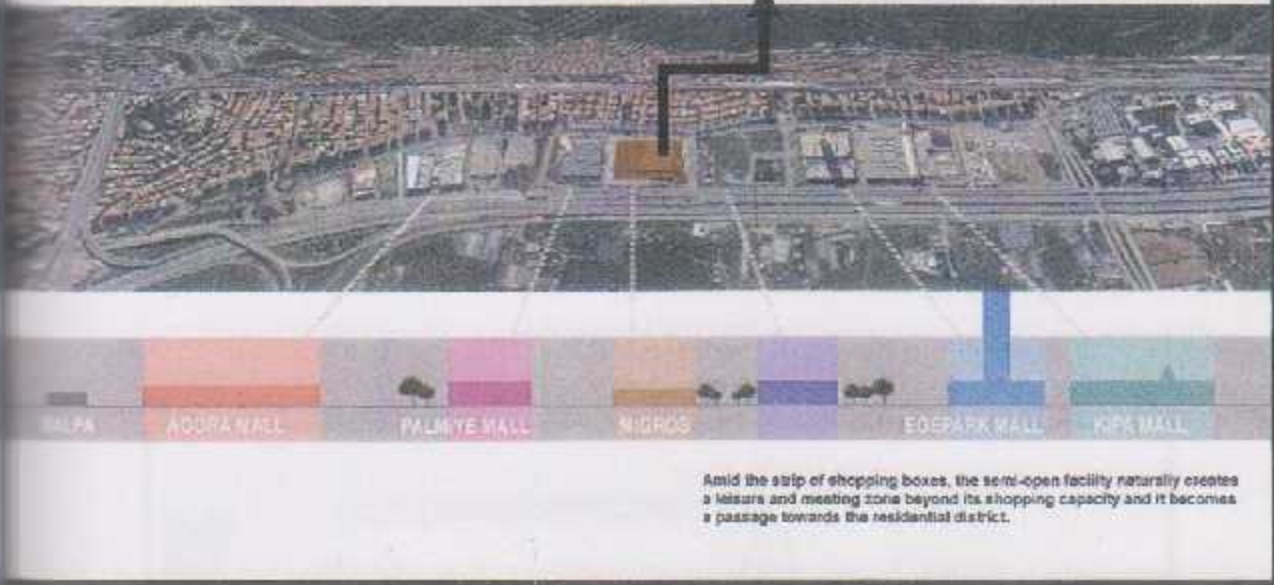 BALPA AGORA MALL PALMIYE MALL MIGROS EGEPARK MALL KIPA MALL
Amid the strip of shopping boxes, the semi-open facility naturally creates
a leisure and meeting zone beyond its shopping capacity and it becomes
a passage towards the residential district.